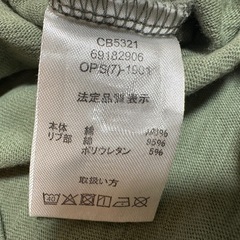 CB5321
69182906
OPS(7)-1901
法定品質表示
本体 綿 100%
リブ部 綿 95%
ポリウレタン 5%
取扱い方